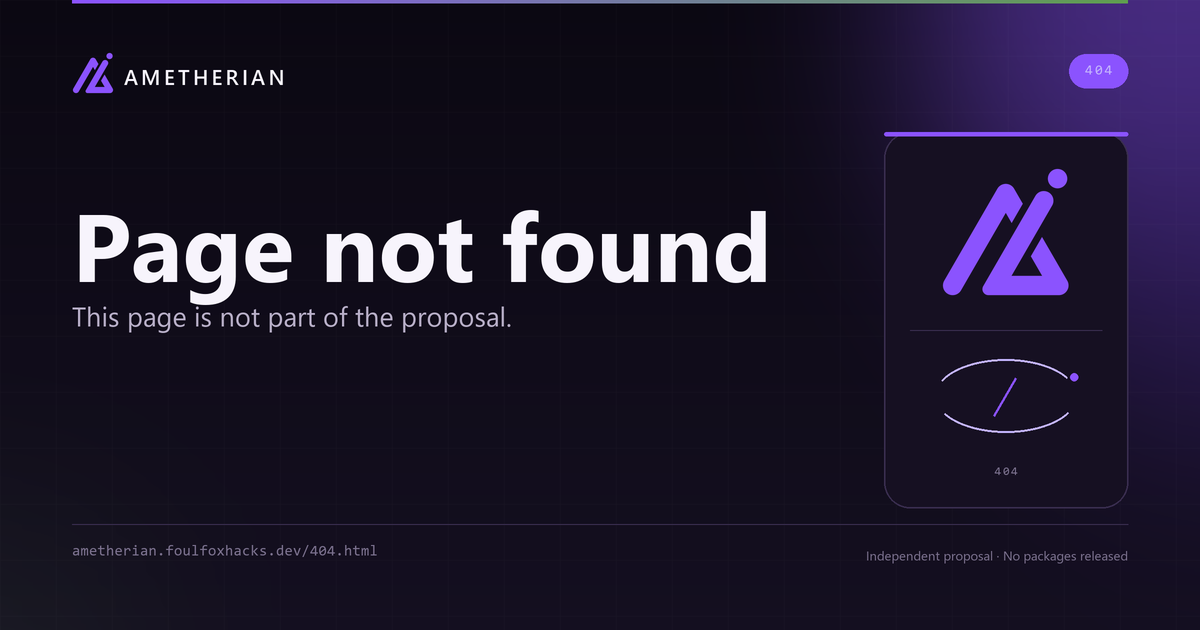 AMETHERIAN
404
Page not found
This page is not part of the proposal.
404
ametherian.foulfoxhacks.dev/404.html
Independent proposal · No packages released